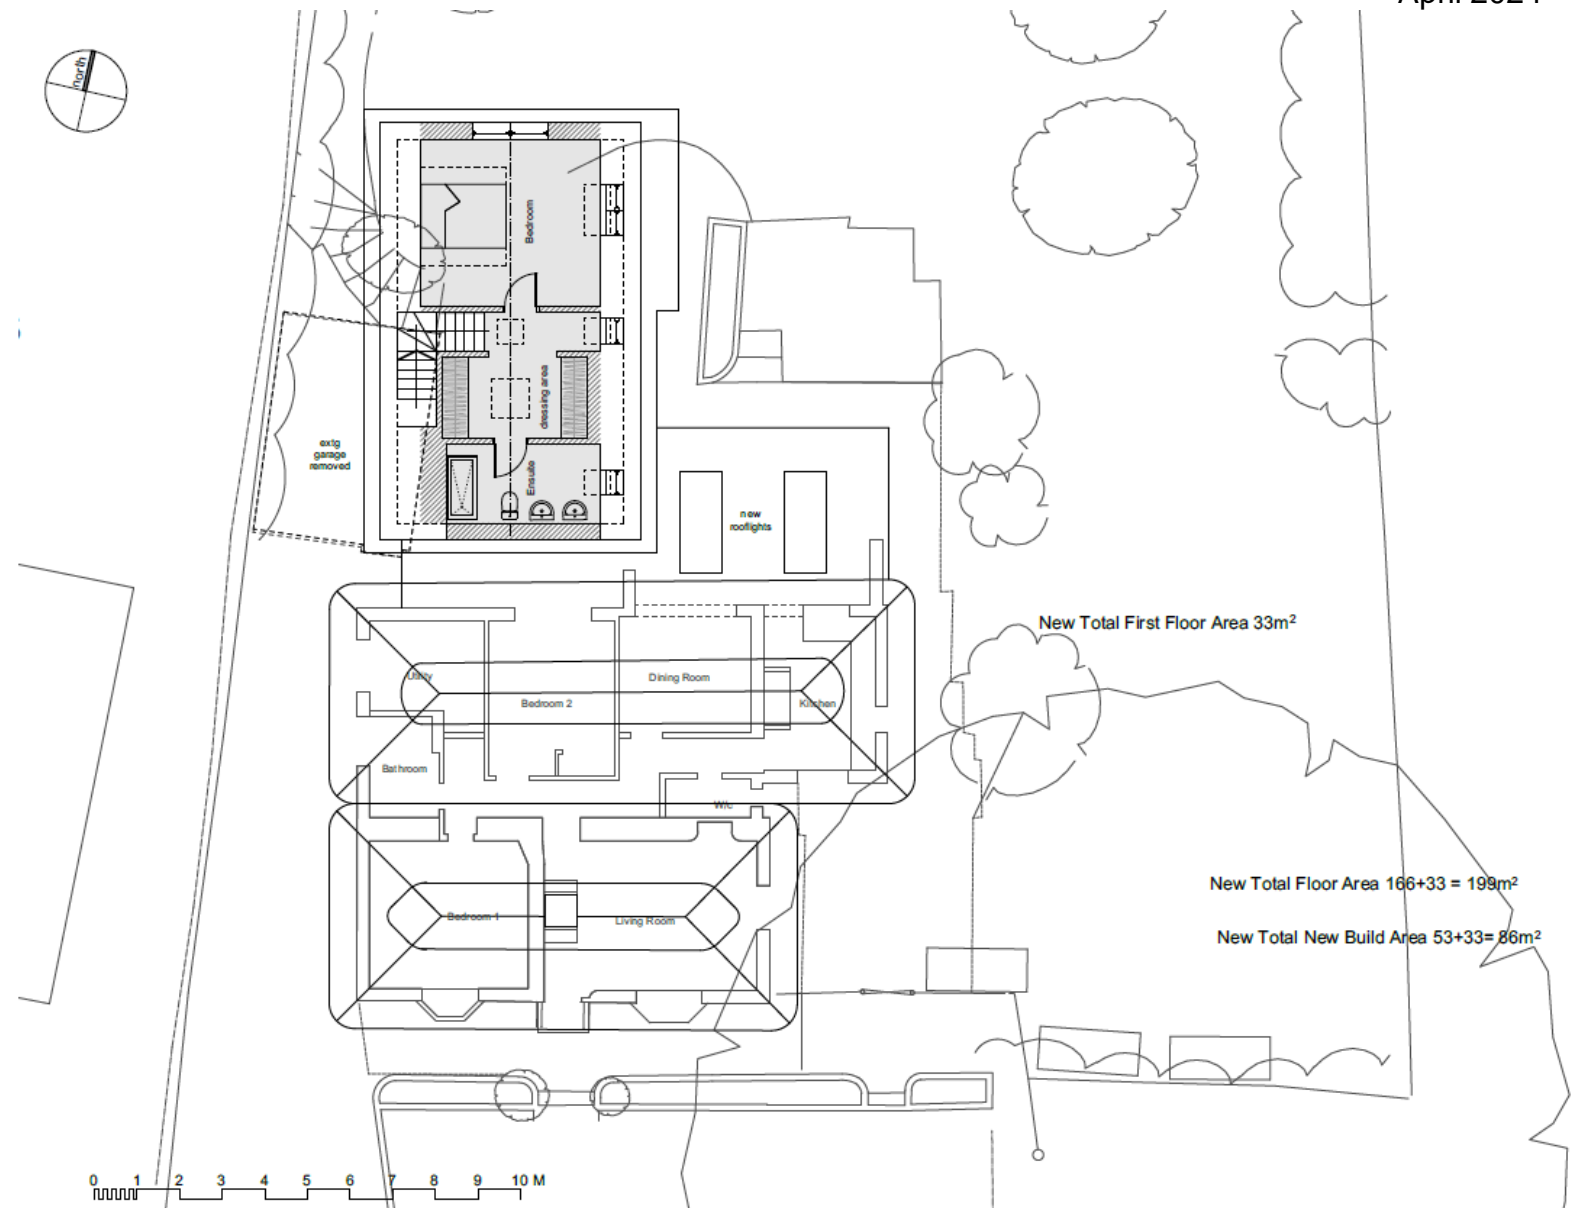 north
Bedroom
dressing area
Ensuite
extg
garage
removed
new
rooflights
New Total First Floor Area 33m²
Utility
Dining Room
Bedroom 2
Kitchen
Bathroom
W/c
New Total Floor Area 166+33 = 199m²
Bedroom 1
Living Room
New Total New Build Area 53+33= 86m²
0 1 2 3 4 5 6 7 8 9 10 M